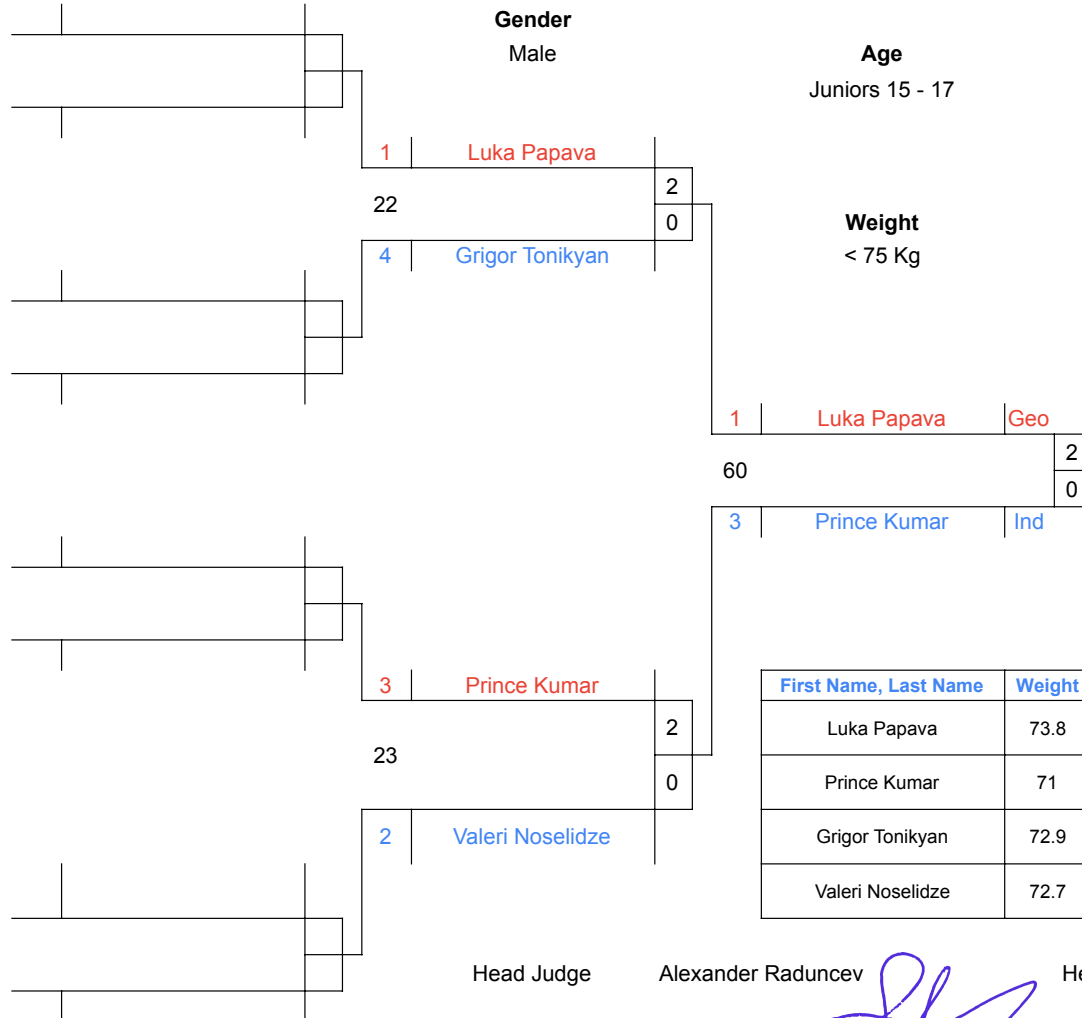 Gender
Male
Age
Juniors 15 - 17
1 Luka Papava
2
22
0
Weight
4 Grigor Tonikyan
< 75 Kg
1 Luka Papava Geo
2
60
0
3 Prince Kumar Ind
3 Prince Kumar
First Name, Last Name Weight
2
Luka Papava 73.8
23
0
Prince Kumar 71
2 Valeri Noselidze
Grigor Tonikyan 72.9
Valeri Noselidze 72.7
Head Judge Alexander Raduncev He